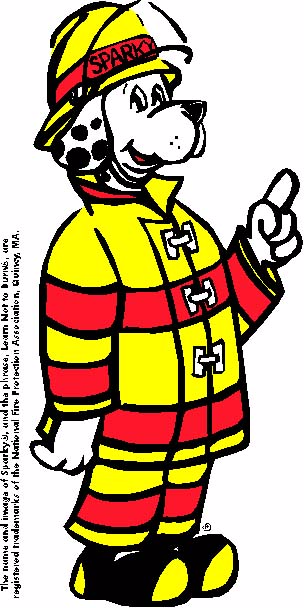 SPARKY
The name and image of Sparky®, and the phrase, Learn Not to Burn®, are
registered trademarks of the National Fire Protection Association, Quincy, MA.
®